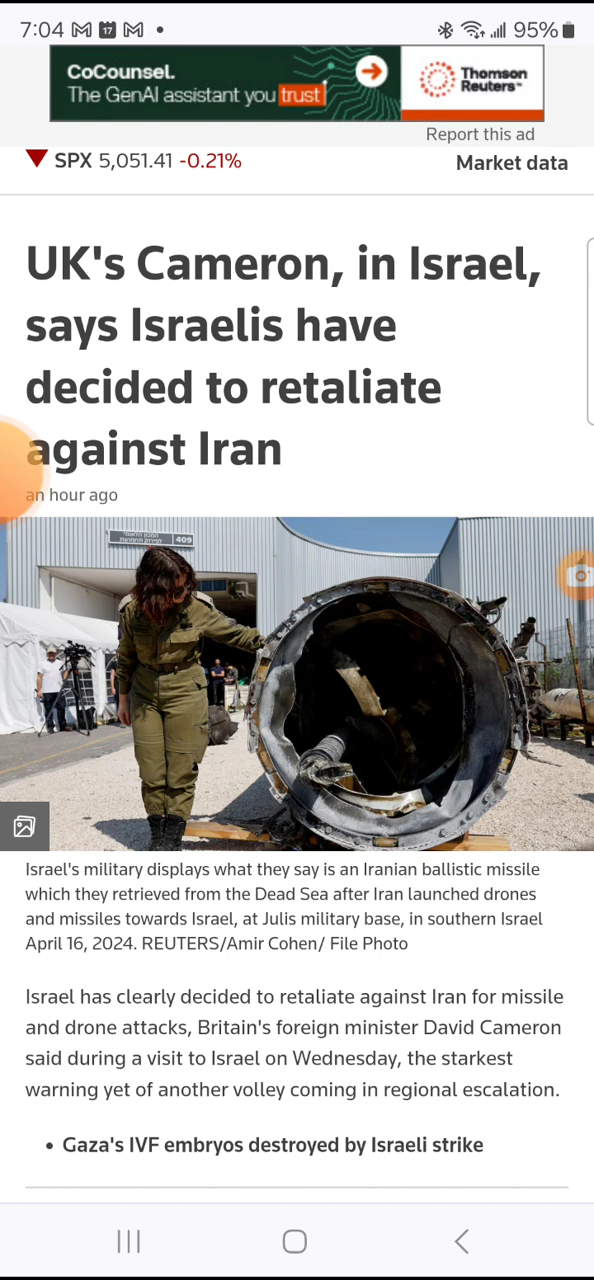 7:04
17
95%
CoCounsel.
The GenAI assistant you trust
Thomson
Reuters™
Report this ad
SPX 5,051.41 -0.21%
Market data
UK's Cameron, in Israel,
says Israelis have
decided to retaliate
against Iran
an hour ago
409
Israel's military displays what they say is an Iranian ballistic missile
which they retrieved from the Dead Sea after Iran launched drones
and missiles towards Israel, at Julis military base, in southern Israel
April 16, 2024. REUTERS/Amir Cohen/ File Photo
Israel has clearly decided to retaliate against Iran for missile
and drone attacks, Britain's foreign minister David Cameron
said during a visit to Israel on Wednesday, the starkest
warning yet of another volley coming in regional escalation.
• Gaza's IVF embryos destroyed by Israeli strike